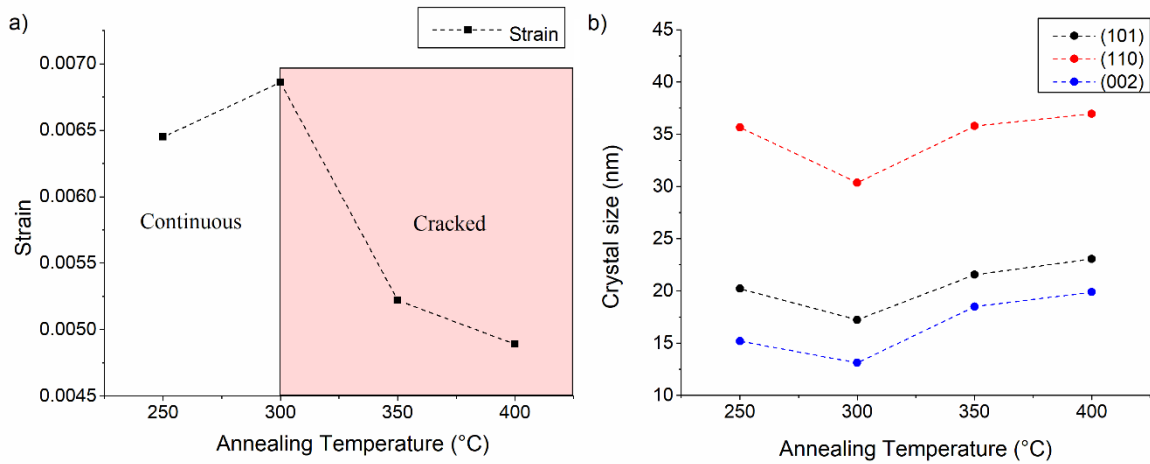 a)
Strain
0.0070
0.0065
0.0060
0.0055
0.0050
0.0045
Strain
Continuous
Cracked
250
300
350
400
Annealing Temperature (°C)
b)
(101)
(110)
(002)
45
40
35
30
25
20
15
10
Crystal size (nm)
250
300
350
400
Annealing Temperature (°C)